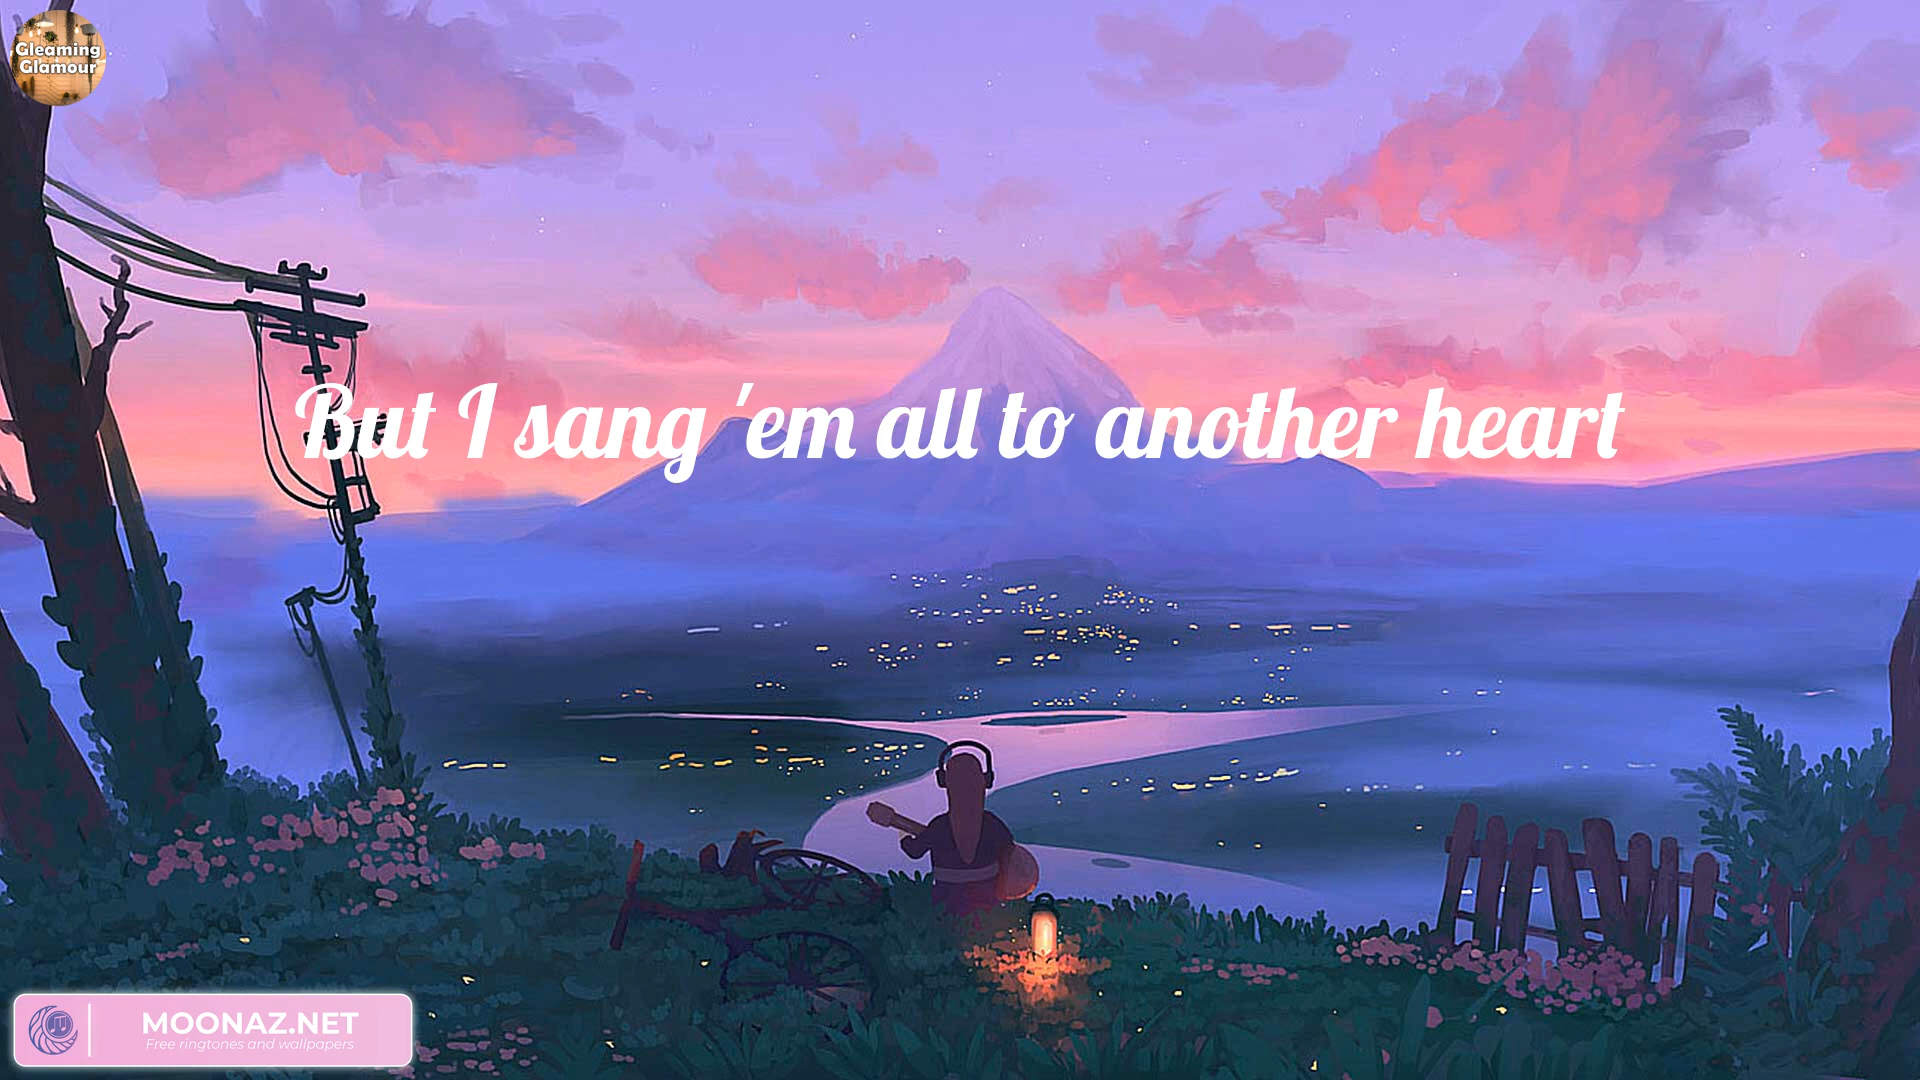 Gleaming
Glamour
But I sang 'em all to another heart
MOONAZ.NET
Free ringtones and wallpapers